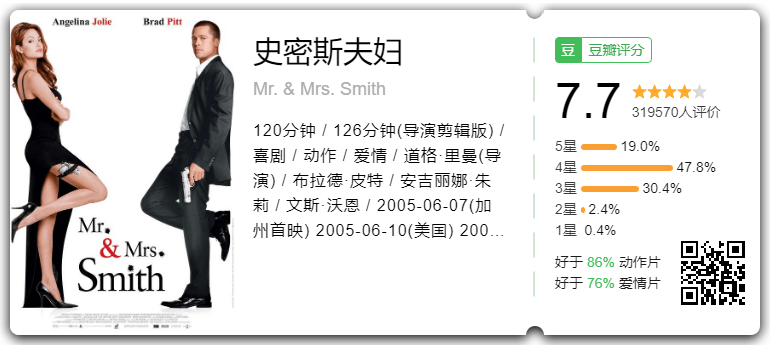 Angelina Jolie Brad Pitt
Mr.
& Mrs.
Smith
史密斯夫妇
Mr. & Mrs. Smith
120分钟 / 126分钟(导演剪辑版) /
喜剧 / 动作 / 爱情 / 道格·里曼(导
演) / 布拉德·皮特 / 安吉丽娜·朱
莉 / 文斯·沃恩 / 2005-06-07(加
州首映) 2005-06-10(美国) 200...
豆 豆瓣评分
7.7
319570人评价
5星 19.0%
4星 47.8%
3星 30.4%
2星 2.4%
1星 0.4%
好于 86% 动作片
好于 76% 爱情片